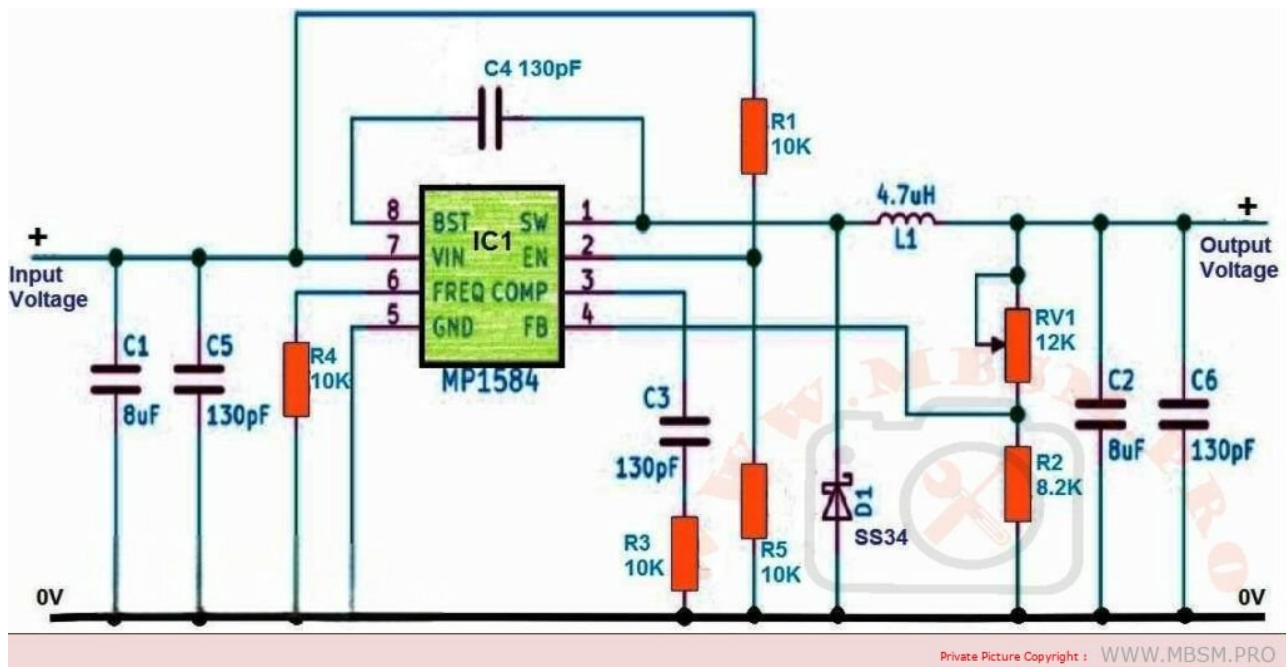 C4 130pF
R1
10K
4.7uH
L1
8
BST
SW
1
7
VIN
IC1
EN
2
6
FREQ
COMP
3
5
GND
FB
4
MP1584
+
Input
Voltage
+
Output
Voltage
C1
8uF
C5
130pF
R4
10K
C3
130pF
R3
10K
R5
10K
D1
SS34
RV1
12K
R2
8.2K
C2
8uF
C6
130pF
WWW.MBSM.PRO
0V
0V
Private Picture Copyright : WWW.MBSM.PRO